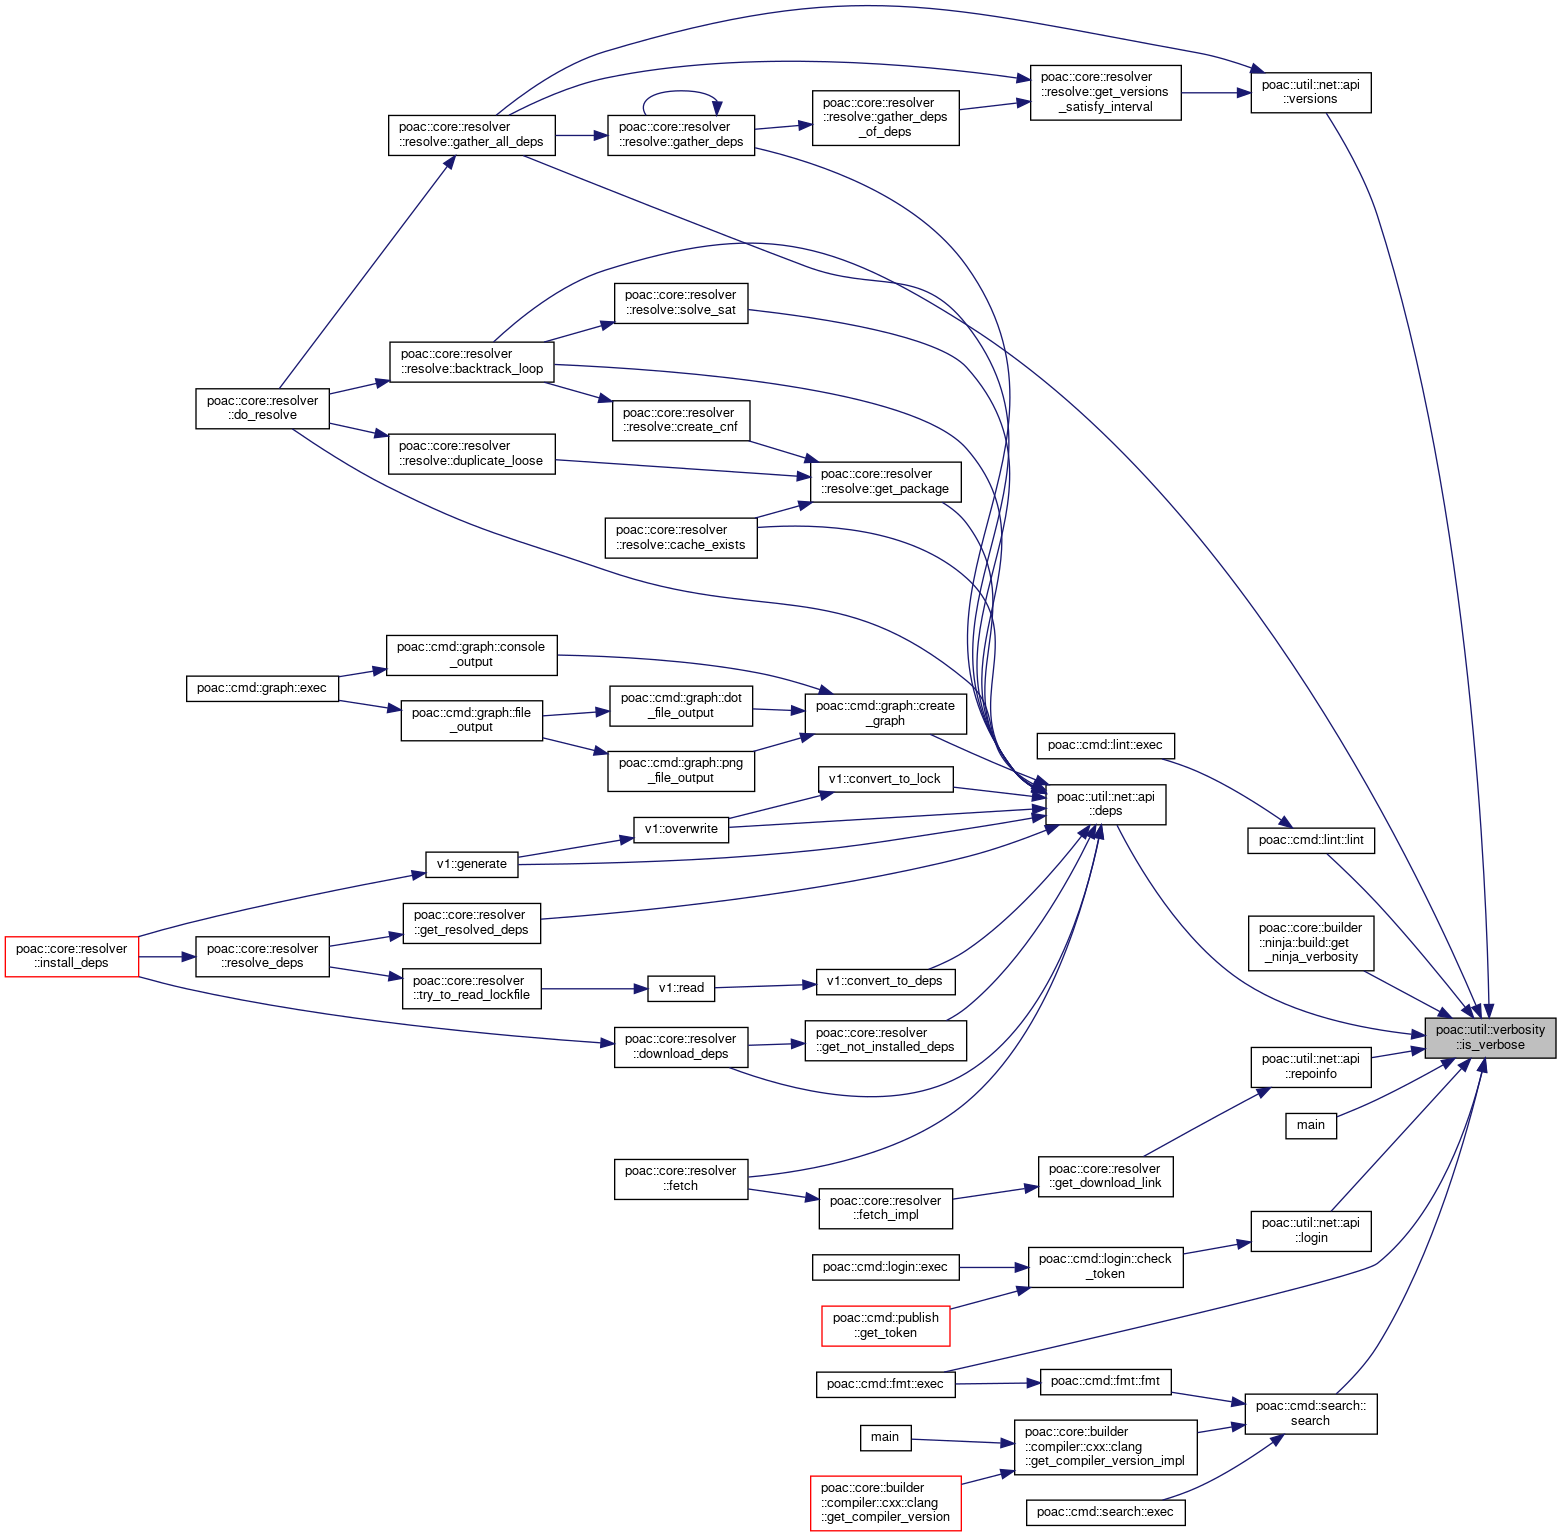 poac::core::resolver
::resolve::get_versions
_satisfy_interval
poac::util::net::api
::versions
poac::core::resolver
::resolve::gather_deps
_of_deps
poac::core::resolver
::resolve::gather_all_deps
poac::core::resolver
::resolve::gather_deps
poac::core::resolver
::resolve::solve_sat
poac::core::resolver
::resolve::backtrack_loop
poac::core::resolver
::do_resolve
poac::core::resolver
::resolve::create_cnf
poac::core::resolver
::resolve::duplicate_loose
poac::core::resolver
::resolve::get_package
poac::core::resolver
::resolve::cache_exists
poac::cmd::graph::console
_output
poac::cmd::graph::exec
poac::cmd::graph::file
_output
poac::cmd::graph::dot
_file_output
poac::cmd::graph::create
_graph
poac::cmd::graph::png
_file_output
poac::cmd::lint::exec
v1::convert_to_lock
poac::util::net::api
::deps
v1::overwrite
poac::cmd::lint::lint
v1::generate
poac::core::resolver
::get_resolved_deps
poac::core::builder
::ninja::build::get
_ninja_verbosity
poac::core::resolver
::install_deps
poac::core::resolver
::resolve_deps
poac::core::resolver
::try_to_read_lockfile
v1::read
v1::convert_to_deps
poac::core::resolver
::download_deps
poac::core::resolver
::get_not_installed_deps
poac::util::verbosity
::is_verbose
poac::util::net::api
::repoinfo
main
poac::core::resolver
::fetch
poac::core::resolver
::get_download_link
poac::core::resolver
::fetch_impl
poac::util::net::api
::login
poac::cmd::login::exec
poac::cmd::login::check
_token
poac::cmd::publish
::get_token
poac::cmd::fmt::exec
poac::cmd::fmt::fmt
poac::cmd::search::
search
main
poac::core::builder
::compiler::cxx::clang
::get_compiler_version_impl
poac::core::builder
::compiler::cxx::clang
::get_compiler_version
poac::cmd::search::exec